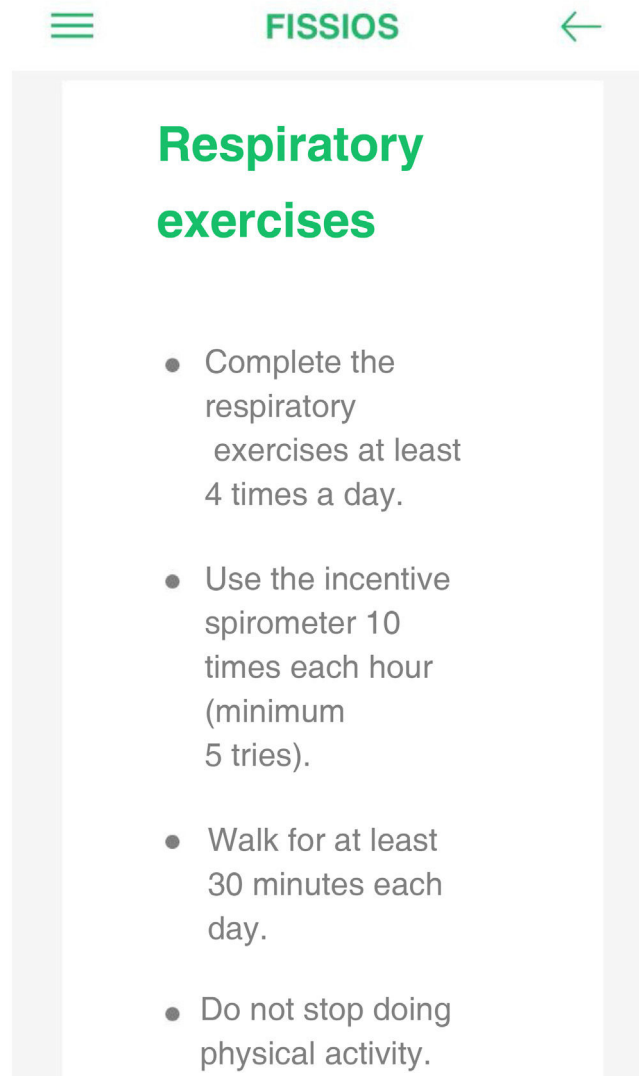 FISSIOS
Respiratory
exercises
Complete the
respiratory
exercises at least
4 times a day.
Use the incentive
spirometer 10
times each hour
(minimum
5 tries).
Walk for at least
30 minutes each
day.
Do not stop doing
physical activity.